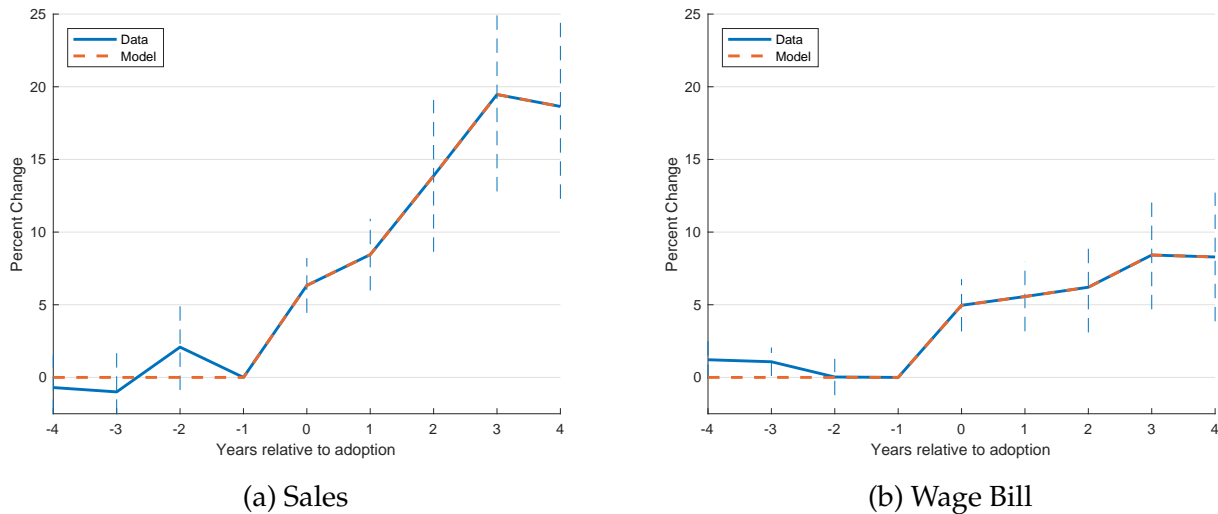 25
20
15
10
5
0
Percent Change
Data
Model
-4 -3 -2 -1 0 1 2 3 4
Years relative to adoption
(a) Sales
25
20
15
10
5
0
Percent Change
Data
Model
-4 -3 -2 -1 0 1 2 3 4
Years relative to adoption
(b) Wage Bill